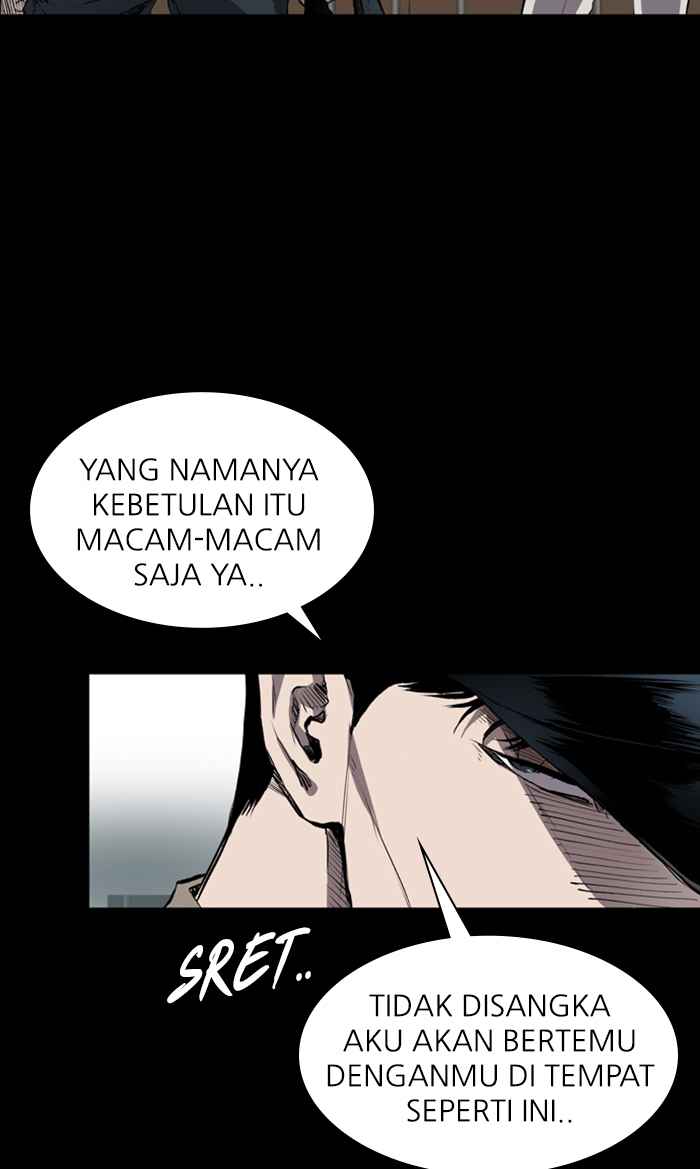 YANG NAMANYA
KEBETULAN ITU
MACAM-MACAM
SAJA YA..
SRET..
TIDAK DISANGKA
AKU AKAN BERTEMU
DENGANMU DI TEMPAT
SEPERTI INI..